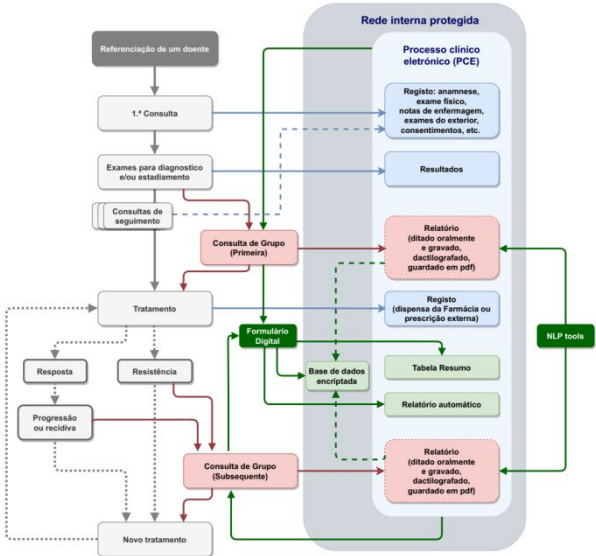 Rede interna protegida
Referenciação de um doente
Processo clínico
eletrónico (PCE)
1.ª Consulta
Registo: anamnese,
exame físico,
notas de enfermagem,
exames do exterior,
consentimentos, etc.
Exames para diagnostico
e/ou estadiamento
Resultados
Consultas de
seguimento
Consulta de Grupo
(Primeira)
Relatório
(ditado oralmente
e gravado,
dactilografado,
guardado em pdf)
Tratamento
Registo
(dispensa da Farmácia ou
prescrição externa)
Formulário
Digital
NLP tools
Resposta
Resistência
Base de dados
encriptada
Tabela Resumo
Progressão
ou recidiva
Relatório automático
Consulta de Grupo
(Subsequente)
Relatório
(ditado oralmente
e gravado,
dactilografado,
guardado em pdf)
Novo tratamento